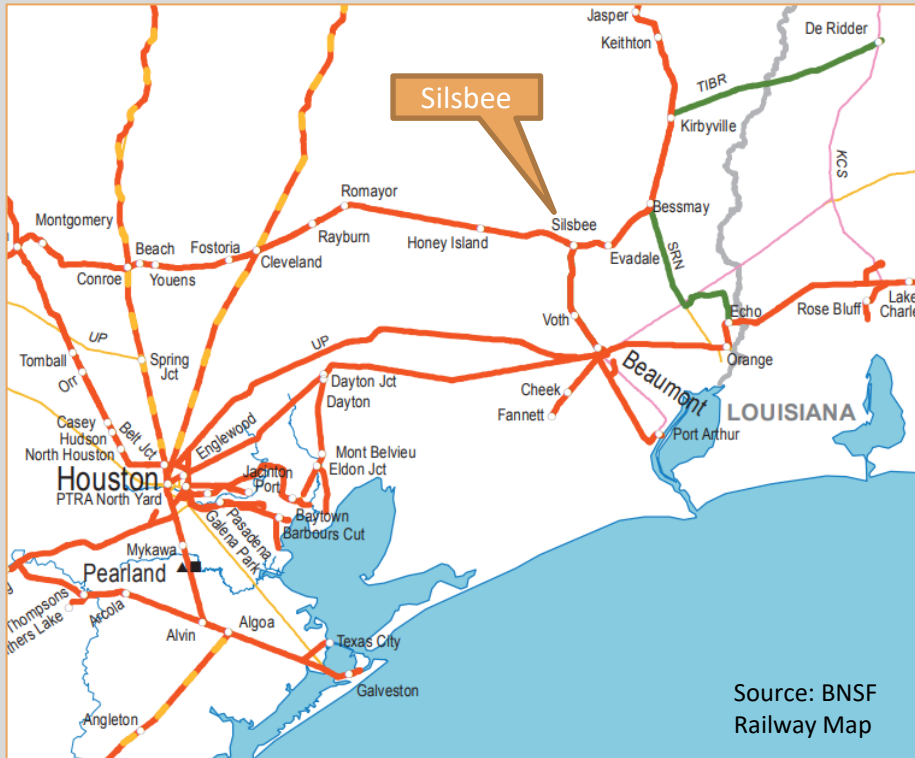 Jasper
Keithton
De Ridder
TIBR
Silsbee
Kirbyville
KCS
Romayor
Montgomery
Rayburn
Silsbee
Bessmay
Beach
Fostoria
Honey Island
Evadale
Cleveland
Conroe
Youens
SRN
Echo
Rose Bluff
Lake
Charle
Voth
UP
UP
Orange
Tomball
Spring
Jct
Orr
Dayton Jct
Dayton
Beaumont
Cheek
Fannett
LOUISIANA
Port Arthur
Casey
Hudson
North Houston
Belt Jct
Englewood
Mont Belvieu
Eldon Jct
Houston
Jacinton
Port
PTRA North Yard
Baytown
Barbours Cut
Pasadena
Galena Park
Mykawa
Pearland
Thompsons
thers Lake
Arcola
Alvin
Algoa
Texas City
Galveston
Angleton
Source: BNSF
Railway Map